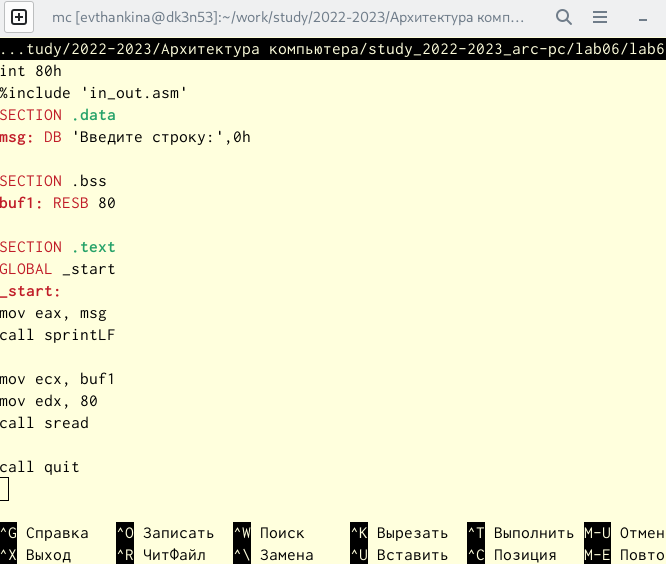 mc [evthankina@dk3n53]:~/work/study/2022-2023/Архитектура комп…
...tudy/2022-2023/Архитектура компьютера/study_2022-2023_arc-pc/lab06/lab6
int 80h
%include 'in_out.asm'
SECTION .data
msg: DB 'Введите строку:',0h
SECTION .bss
buf1: RESB 80
SECTION .text
GLOBAL _start
_start:
mov eax, msg
call sprintLF
mov ecx, buf1
mov edx, 80
call sread
call quit
^G Справка ^O Записать ^W Поиск ^K Вырезать ^T Выполнить M-U Отмен
^X Выход ^R ЧитФайл ^\ Замена ^U Вставить ^C Позиция M-E Повто